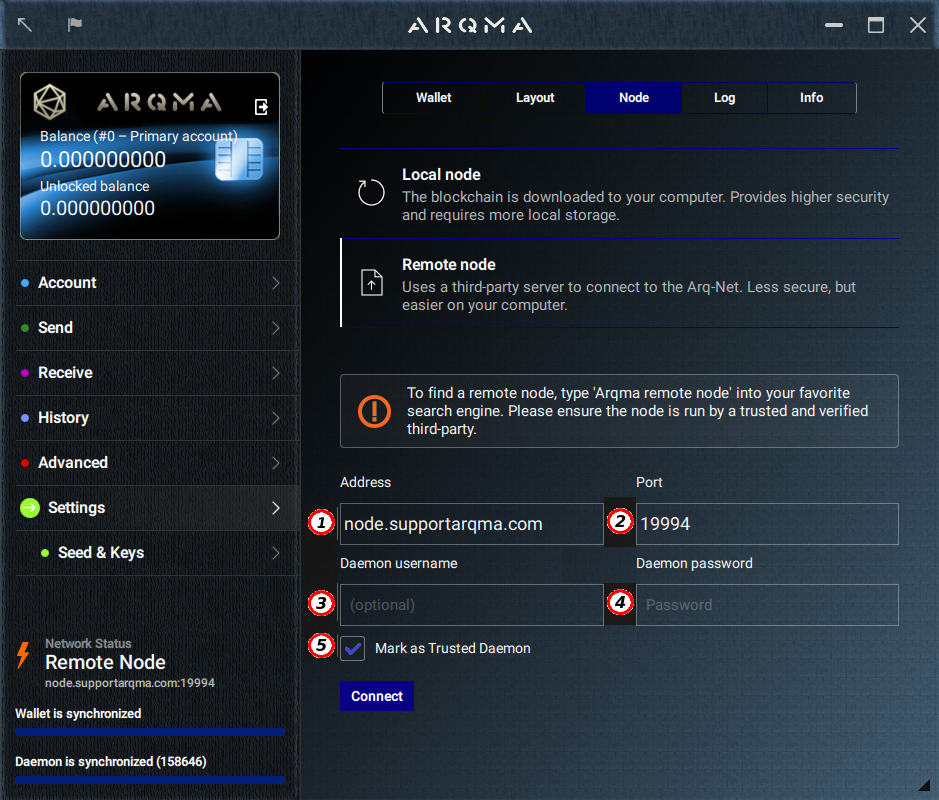 ARQMA
ARQMA
Balance (#0 – Primary account)
0.000000000
Unlocked balance
0.000000000
Account
Send
Receive
History
Advanced
Settings
Seed & Keys
Network Status
Remote Node
node.supportarqma.com:19994
Wallet is synchronized
Daemon is synchronized (158646)
Wallet Layout Node Log Info
Local node
The blockchain is downloaded to your computer. Provides higher security
and requires more local storage.
Remote node
Uses a third-party server to connect to the Arq-Net. Less secure, but
easier on your computer.
To find a remote node, type 'Arqma remote node' into your favorite
search engine. Please ensure the node is run by a trusted and verified
third-party.
Address Port
1 node.supportarqma.com 2 19994
Daemon username Daemon password
3 (optional) 4 Password
5 Mark as Trusted Daemon
Connect